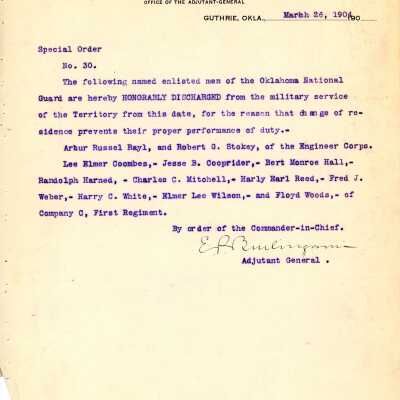 OFFICE OF THE ADJUTANT-GENERAL
GUTHRIE, OKLA., March 26, 1904 190
Special Order
No. 30.
The following named enlisted men of the Oklahoma National
Guard are hereby HONORABLY DISCHARGED from the military service
of the Territory from this date, for the reason that change of re-
sidence prevents their proper performance of duty.-
Arthur Russel Rayl, and Robert G. Stokey, of the Engineer Corps.
Lee Elmer Coombes,- Jesse B. Cooprider,- Bert Monroe Hall,-
Randolph Harned, - Charles C. Mitchell,- Harly Earl Reed,- Fred J.
Weber,- Harry C. White,- Elmer Lee Wilson,- and Floyd Woods,- of
Company C, First Regiment.
By order of the Commander-in-Chief.
E P Burlingame
Adjutant General .